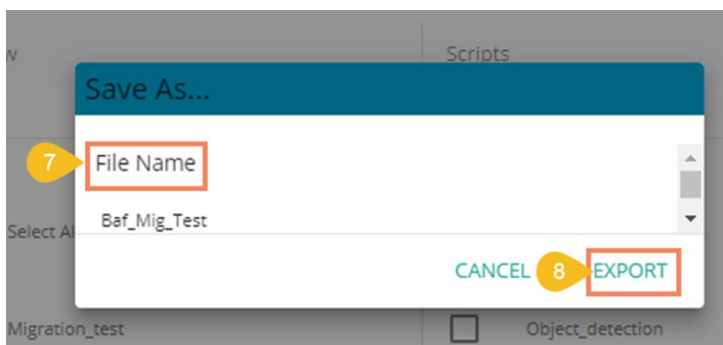 w
Scripts
Save As...
7 File Name
Baf_Mig_Test
Select Al
CANCEL 8 EXPORT
Migration_test
Object_detection